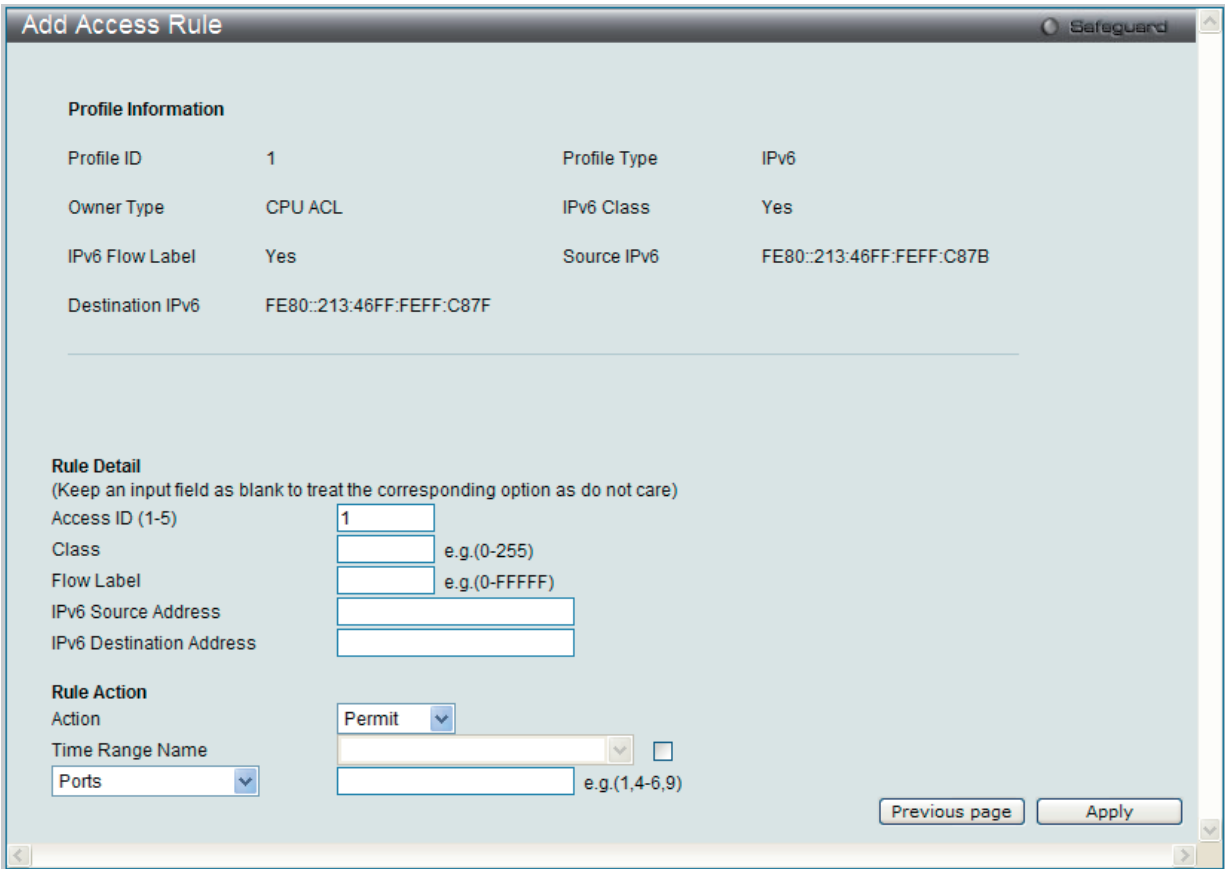 Add Access Rule Safeguard
Profile Information
Profile ID 1 Profile Type IPv6
Owner Type CPU ACL IPv6 Class Yes
IPv6 Flow Label Yes Source IPv6 FE80::213:46FF:FEFF:C87B
Destination IPv6 FE80::213:46FF:FEFF:C87F
Rule Detail
(Keep an input field as blank to treat the corresponding option as do not care)
Access ID (1-5) 1
Class e.g.(0-255)
Flow Label e.g.(0-FFFFF)
IPv6 Source Address
IPv6 Destination Address
Rule Action
Action Permit
Time Range Name
Ports e.g.(1,4-6,9)
Previous page Apply